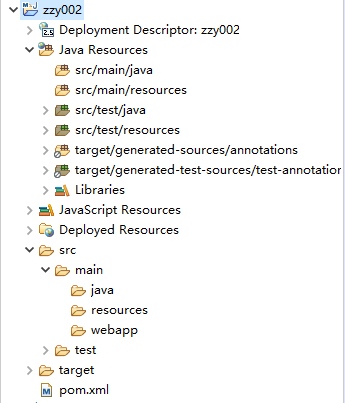 zzy002
Deployment Descriptor: zzy002
Java Resources
src/main/java
src/main/resources
src/test/java
src/test/resources
target/generated-sources/annotations
target/generated-test-sources/test-annotation
Libraries
JavaScript Resources
Deployed Resources
src
main
java
resources
webapp
test
target
pom.xml